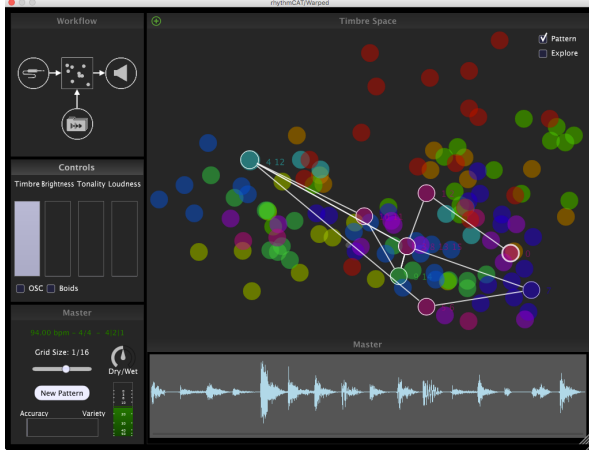 rhythmCAT/Warped
Workflow
Timbre Space
Pattern
Explore
4 12
Controls
Timbre Brightness Tonality Loudness
OSC
Boids
Master
94.00 bpm - 4/4 - 4|2|1
Grid Size: 1/16
Dry/Wet
New Pattern
Accuracy
Variety
Master